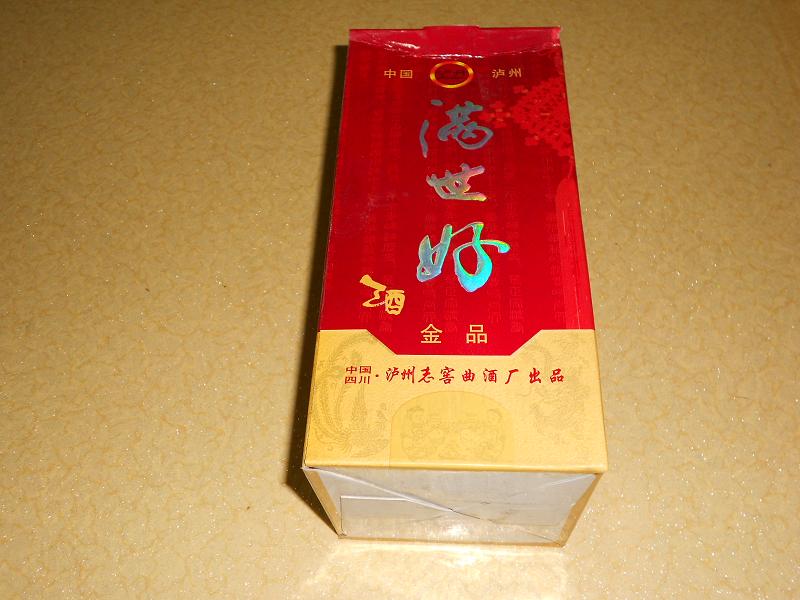 中国 泸州
满世好
酒
金品
中国四川·泸州老窖曲酒厂出品